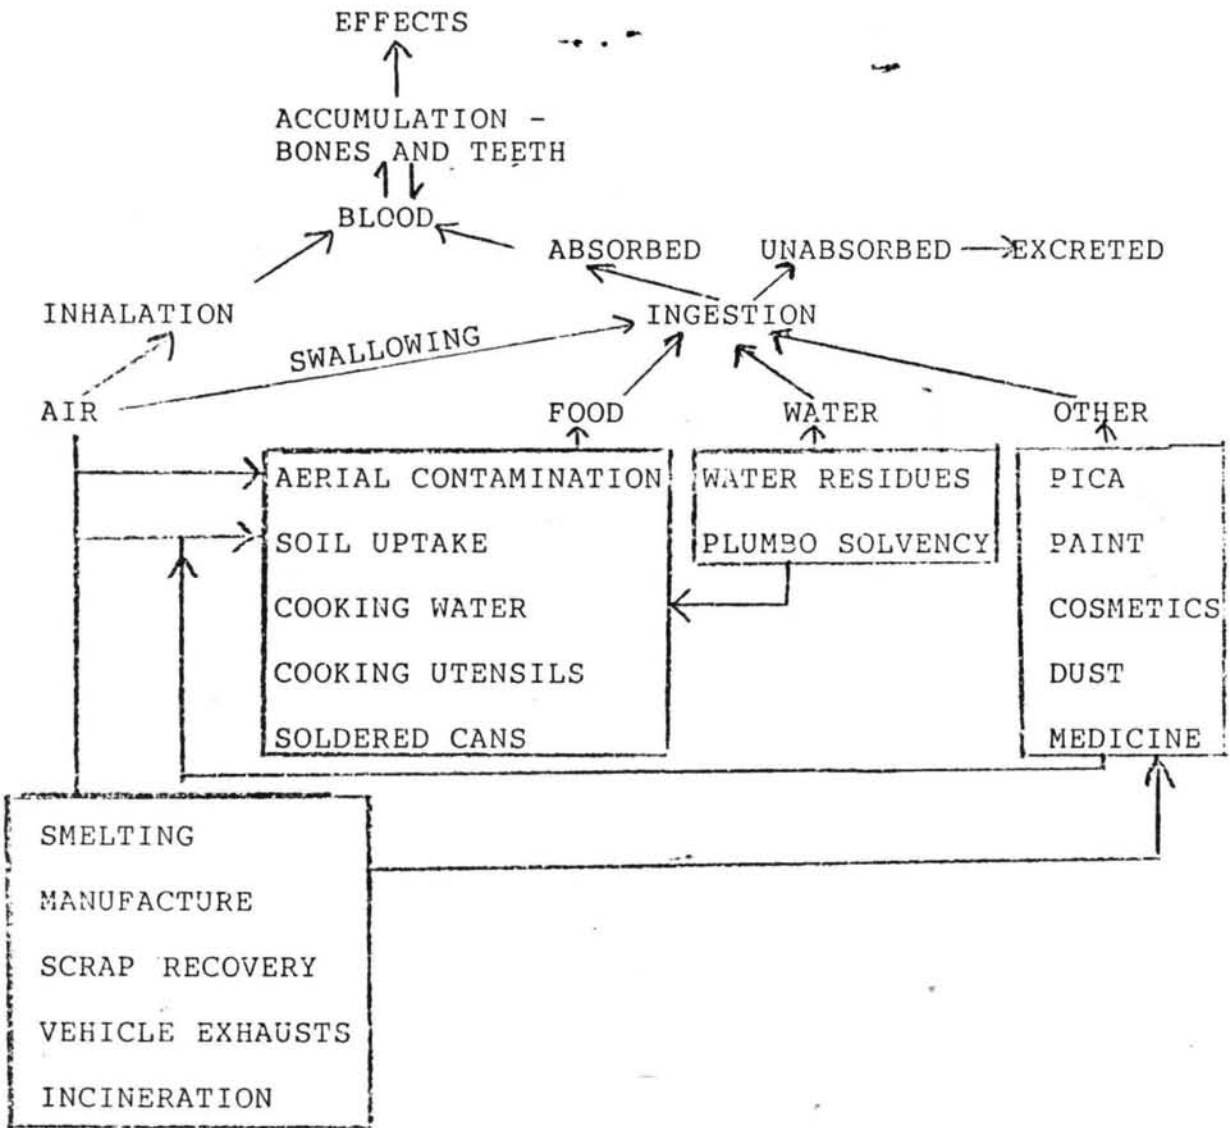 EFFECTS
ACCUMULATION -
BONES AND TEETH
BLOOD
ABSORBED
UNABSORBED
EXCRETED
INHALATION
SWALLOWING
INGESTION
AIR
FOOD
WATER
OTHER
AERIAL CONTAMINATION
SOIL UPTAKE
COOKING WATER
COOKING UTENSILS
SOLDERED CANS
WATER RESIDUES
PLUMBO SOLVENCY
PICA
PAINT
COSMETICS
DUST
MEDICINE
SMELTING
MANUFACTURE
SCRAP RECOVERY
VEHICLE EXHAUSTS
INCINERATION